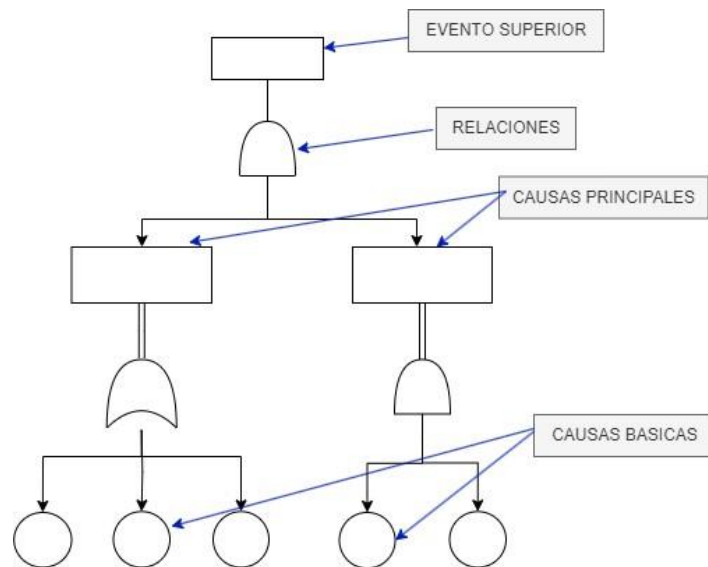 EVENTO SUPERIOR
RELACIONES
CAUSAS PRINCIPALES
CAUSAS BASICAS